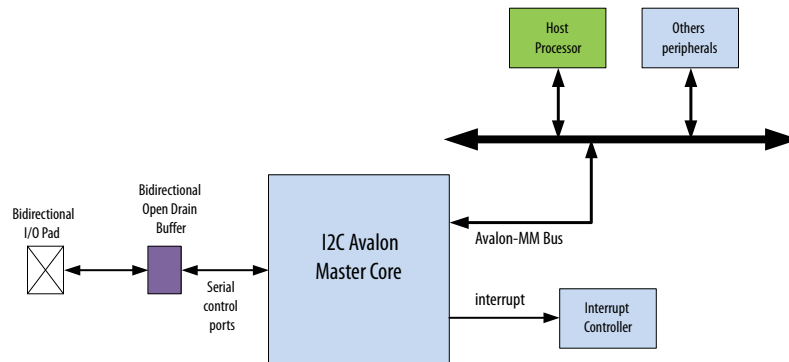 Host
Processor
Others
peripherals
Bidirectional
Open Drain
Buffer
Bidirectional
I/O Pad
I2C Avalon
Master Core
Avalon-MM Bus
Serial
control
ports
interrupt
Interrupt
Controller